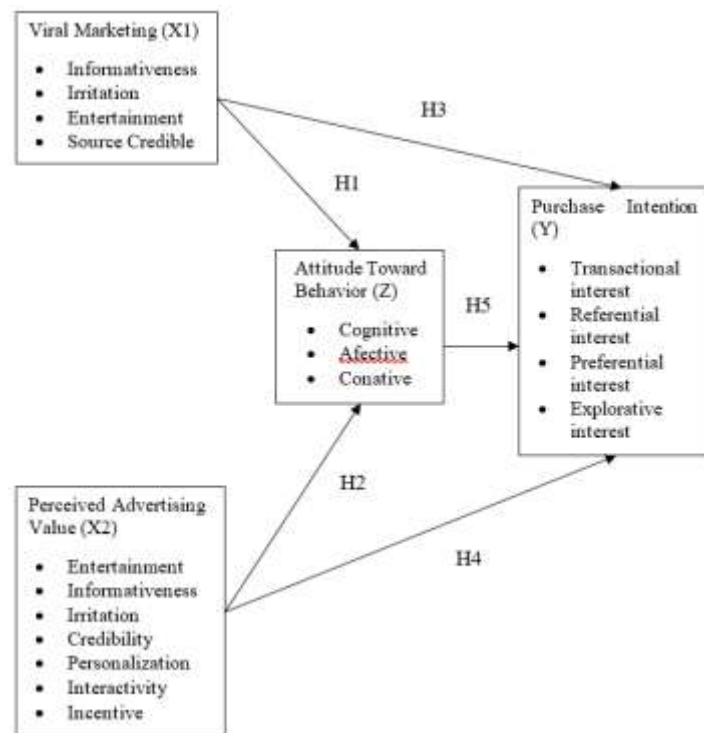 Viral Marketing (X1)
• Informativeness
• Irritation
• Entertainment
• Source Credible
H3
H1
Purchase Intention
(Y)
• Transactional
interest
• Referential
interest
• Preferential
interest
• Explorative
interest
Attitude Toward
Behavior (Z)
• Cognitive
• Afective
• Conative
H5
H2
H4
Perceived Advertising
Value (X2)
• Entertainment
• Informativeness
• Irritation
• Credibility
• Personalization
• Interactivity
• Incentive